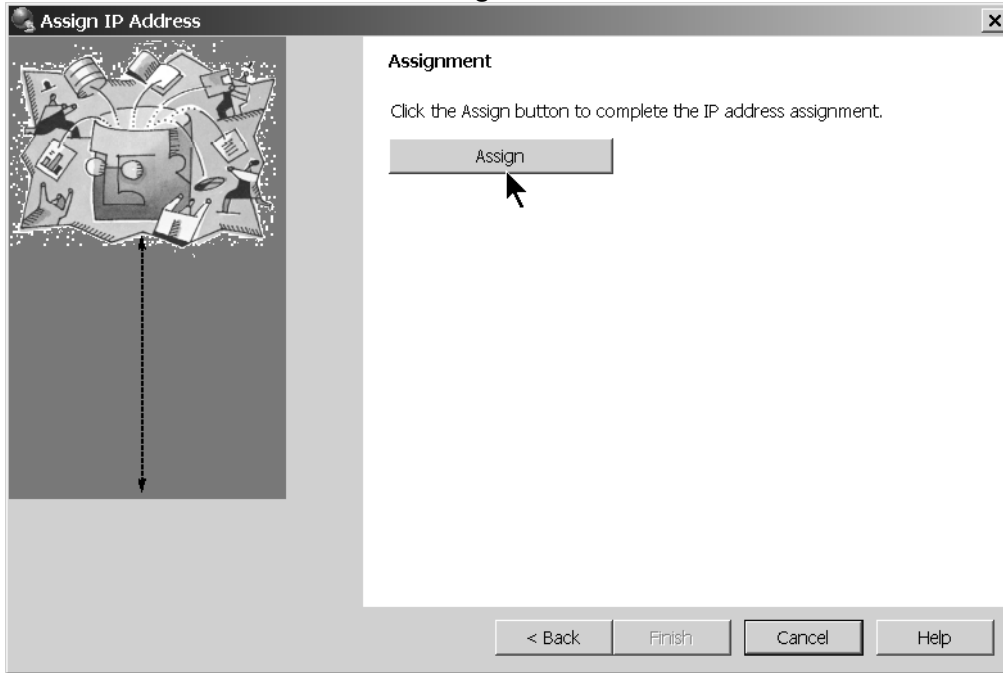 Assign IP Address
Assignment
Click the Assign button to complete the IP address assignment.
Assign
< Back
Finish
Cancel
Help